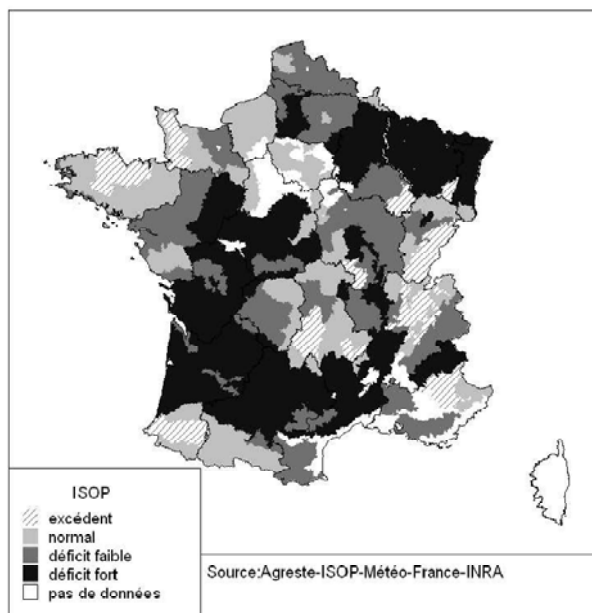 ISOP
excédent
normal
déficit faible
déficit fort
pas de données
Source:Agreste-ISOP-Météo-France-INRA